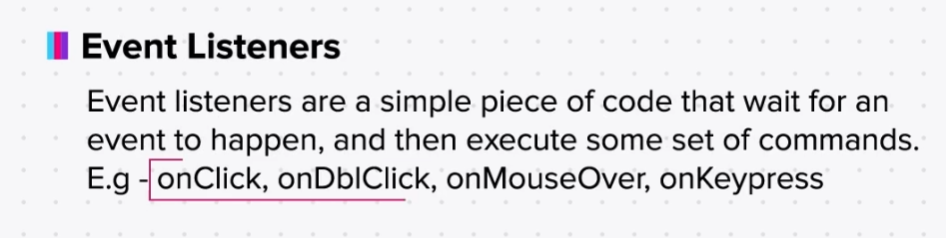 Event Listeners
Event listeners are a simple piece of code that wait for an
event to happen, and then execute some set of commands.
E.g - onClick, onDblClick, onMouseOver, onKeypress